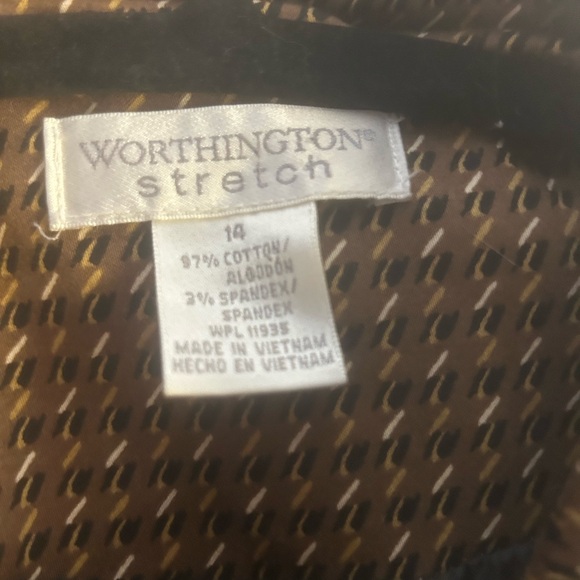 WORTHINGTON®
stretch
14
97% COTTON/
ALGODÓN
3% SPANDEX/
SPANDEX
WPL 11935
MADE IN VIETNAM
HECHO EN VIETNAM